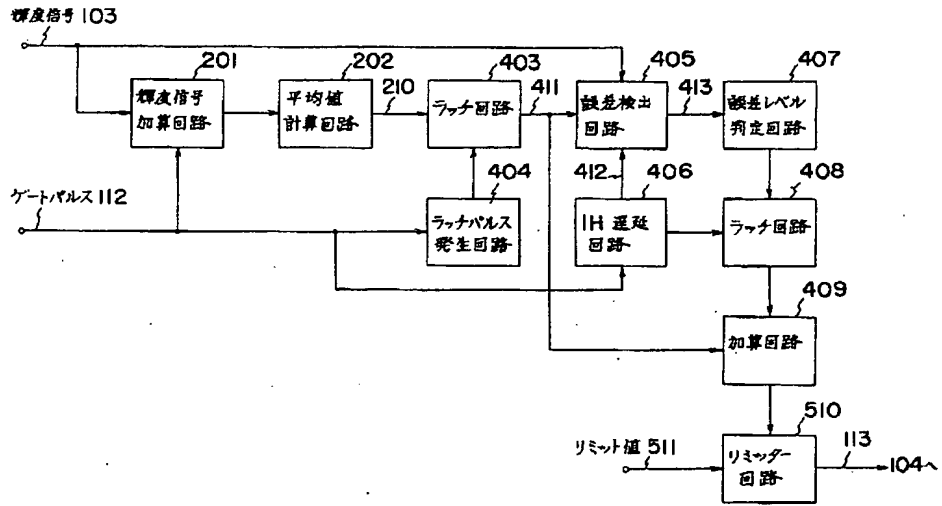 輝度信号 103
201
202
403
405
407
輝度信号
加算回路
平均値
計算回路
210
ラッチ回路
411
誤差検出
回路
413
誤差レベル
判定回路
ゲートパルス 112
404
412
406
408
ラッチパルス
発生回路
1H 遅延
回路
ラッチ回路
409
加算回路
510
リミット値 511
リミッター
回路
113
104へ